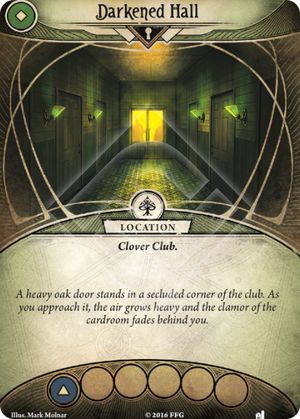 Darkened Hall
LOCATION
Clover Club.
A heavy oak door stands in a secluded corner of the club. As
you approach it, the air grows heavy and the clamor of the
cardroom fades behind you.
Illus. Mark Molnar
© 2016 FFG